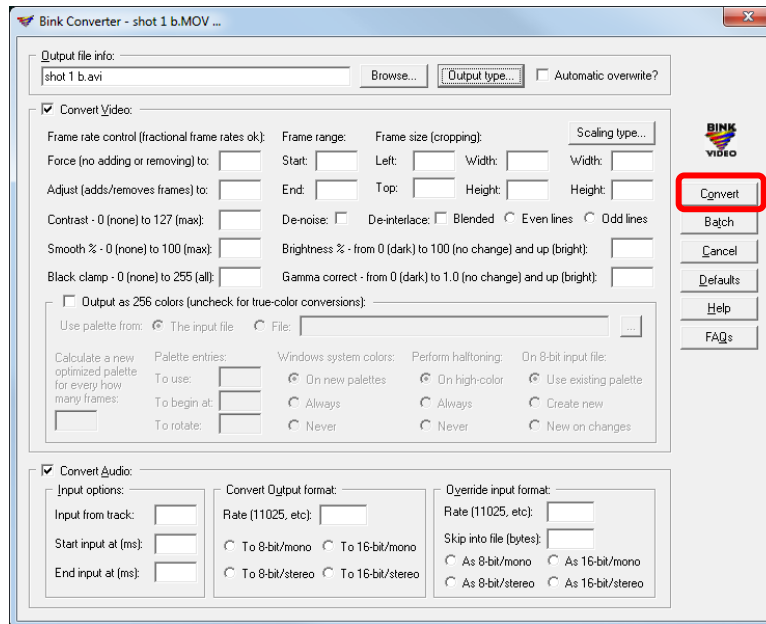 Bink Converter - shot 1 b.MOV ...
Output file info:
shot 1 b.avi
Browse...
Output type...
Automatic overwrite?
Convert Video:
Frame rate control (fractional frame rates ok):
Frame range:
Frame size (cropping):
Scaling type...
Force (no adding or removing) to:
Start:
Left:
Width:
Width:
Adjust (adds/removes frames) to:
End:
Top:
Height:
Height:
Contrast - 0 (none) to 127 (max):
De-noise:
De-interlace:
Blended
Even lines
Odd lines
Smooth % - 0 (none) to 100 (max):
Brightness % - from 0 (dark) to 100 (no change) and up (bright):
Black clamp - 0 (none) to 255 (all):
Gamma correct - from 0 (dark) to 1.0 (no change) and up (bright):
Output as 256 colors (uncheck for true-color conversions):
Use palette from:
The input file
File:
...
Calculate a new
optimized palette
for every how
many frames:
Palette entries:
To use:
To begin at:
To rotate:
Windows system colors:
On new palettes
Always
Never
Perform halftoning:
On high-color
Always
Never
On 8-bit input file:
Use existing palette
Create new
New on changes
Convert Audio:
Input options:
Input from track:
Start input at (ms):
End input at (ms):
Convert Output format:
Rate (11025, etc):
To 8-bit/mono
To 16-bit/mono
To 8-bit/stereo
To 16-bit/stereo
Override input format:
Rate (11025, etc):
Skip into file (bytes):
As 8-bit/mono
As 16-bit/mono
As 8-bit/stereo
As 16-bit/stereo
BINK
VIDEO
Convert
Batch
Cancel
Defaults
Help
FAQs